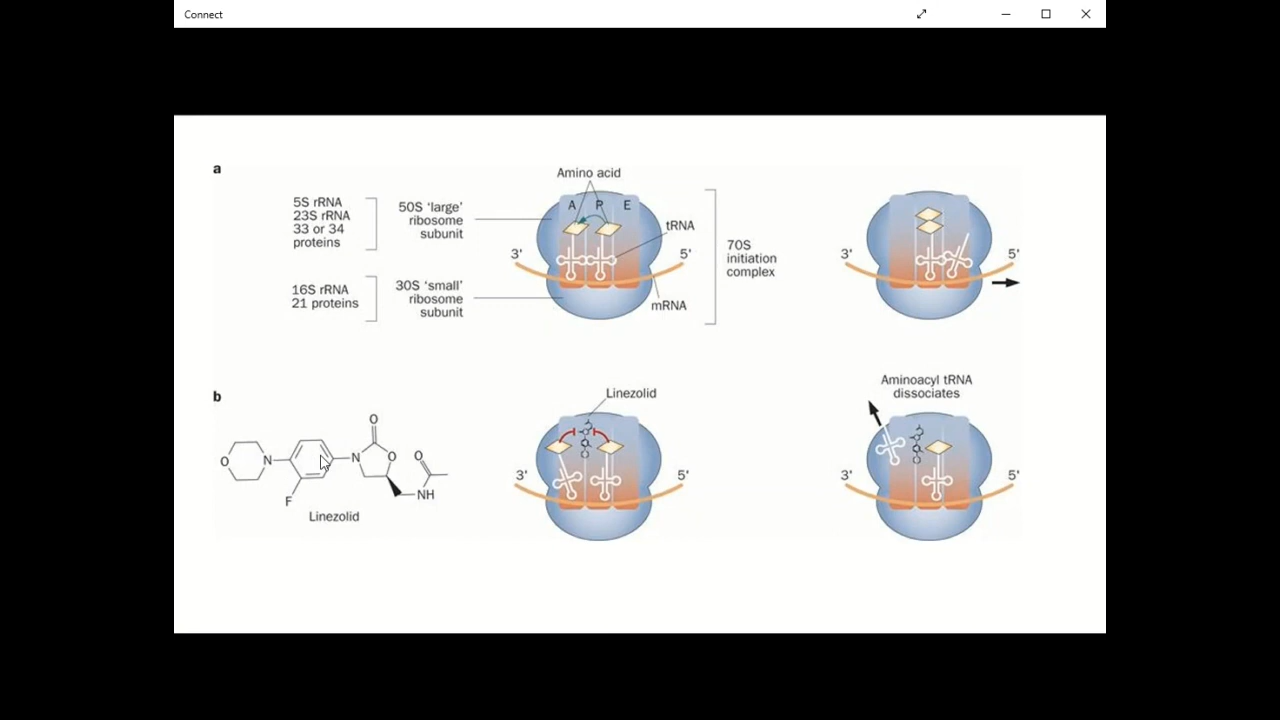 Connect
a
5S rRNA
23S rRNA
33 or 34
proteins
50S ‘large’
ribosome
subunit
16S rRNA
21 proteins
30S ‘small’
ribosome
subunit
Amino acid
A P E
tRNA
3' 5'
mRNA
70S
initiation
complex
3' 5'
b
O
N
F
N
O
O
O
NH
Linezolid
Linezolid
3' 5'
Aminoacyl tRNA
dissociates
3' 5'